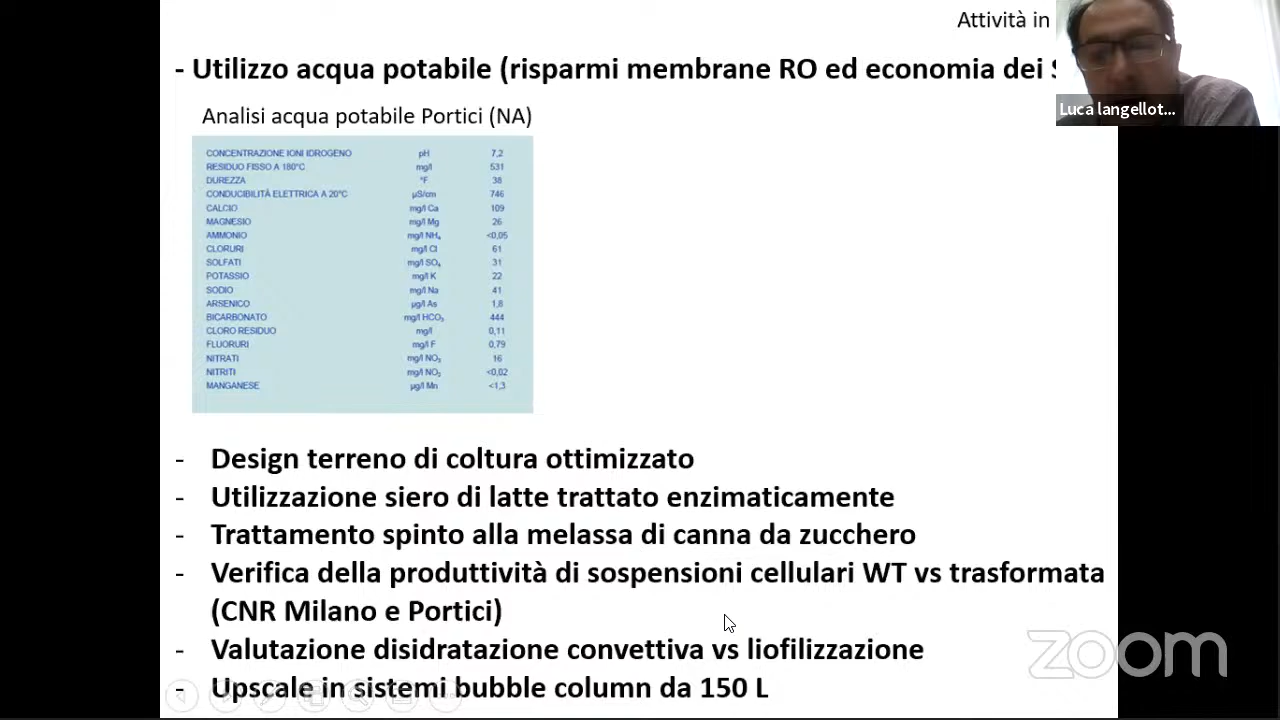 Attività in
- Utilizzo acqua potabile (risparmi membrane RO ed economia dei
Luca langellot...
Analisi acqua potabile Portici (NA)
CONCENTRAZIONE IONI IDROGENO pH 7,2
RESIDUO FISSO A 180°C mg/l 531
DUREZZA °F 38
CONDUCIBILITÀ ELETTRICA A 20°C µS/cm 746
CALCIO mg/l Ca 109
MAGNESIO mg/l Mg 26
AMMONIO mg/l NH₄ <0,05
CLORURI mg/l Cl 61
SOLFATI mg/l SO₄ 31
POTASSIO mg/l K 22
SODIO mg/l Na 41
ARSENICO µg/l As 1,8
BICARBONATO mg/l HCO₃ 444
CLORO RESIDUO mg/l 0,11
FLUORURI mg/l F 0,79
NITRATI mg/l NO₃ 16
NITRITI mg/l NO₂ <0,02
MANGANESE µg/l Mn <1,3
- Design terreno di coltura ottimizzato
- Utilizzazione siero di latte trattato enzimaticamente
- Trattamento spinto alla melassa di canna da zucchero
- Verifica della produttività di sospensioni cellulari WT vs trasformata
(CNR Milano e Portici)
- Valutazione disidratazione convettiva vs liofilizzazione
- Upscale in sistemi bubble column da 150 L
zoom